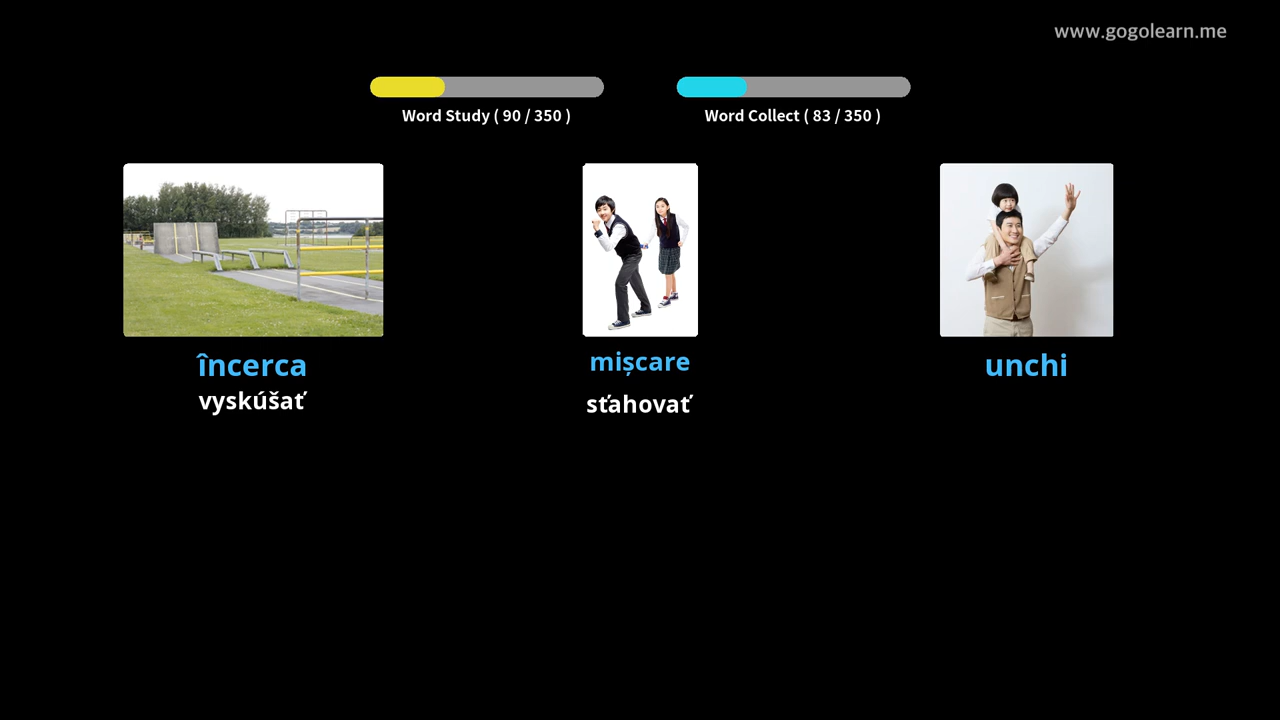 www.gogolearn.me
Word Study ( 90 / 350 )
Word Collect ( 83 / 350 )
încerca
vyskúšať
mișcare
sťahovať
unchi